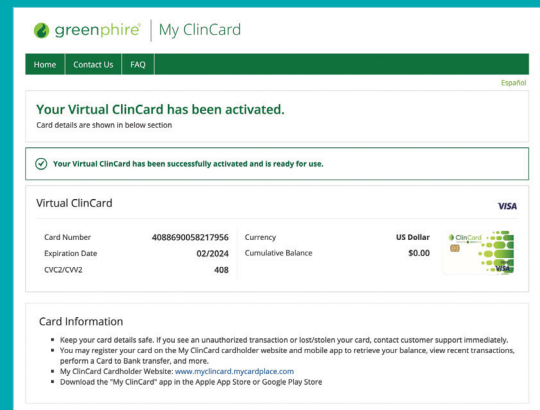 greenphire® My ClinCard
Home Contact Us FAQ
Español
Your Virtual ClinCard has been activated.
Card details are shown in below section
Your Virtual ClinCard has been successfully activated and is ready for use.
Virtual ClinCard VISA
Card Number 4088690058217956 Currency US Dollar
Expiration Date 02/2024 Cumulative Balance $0.00
CVC2/CVV2 408
ClinCard
VISA
Card Information
▪ Keep your card details safe. If you see an unauthorized transaction or lost/stolen your card, contact customer support immediately.
▪ You may register your card on the My ClinCard cardholder website and mobile app to retrieve your balance, view recent transactions,
perform a Card to Bank transfer, and more.
▪ My ClinCard Cardholder Website: www.myclincard.mycardplace.com
▪ Download the "My ClinCard" app in the Apple App Store or Google Play Store